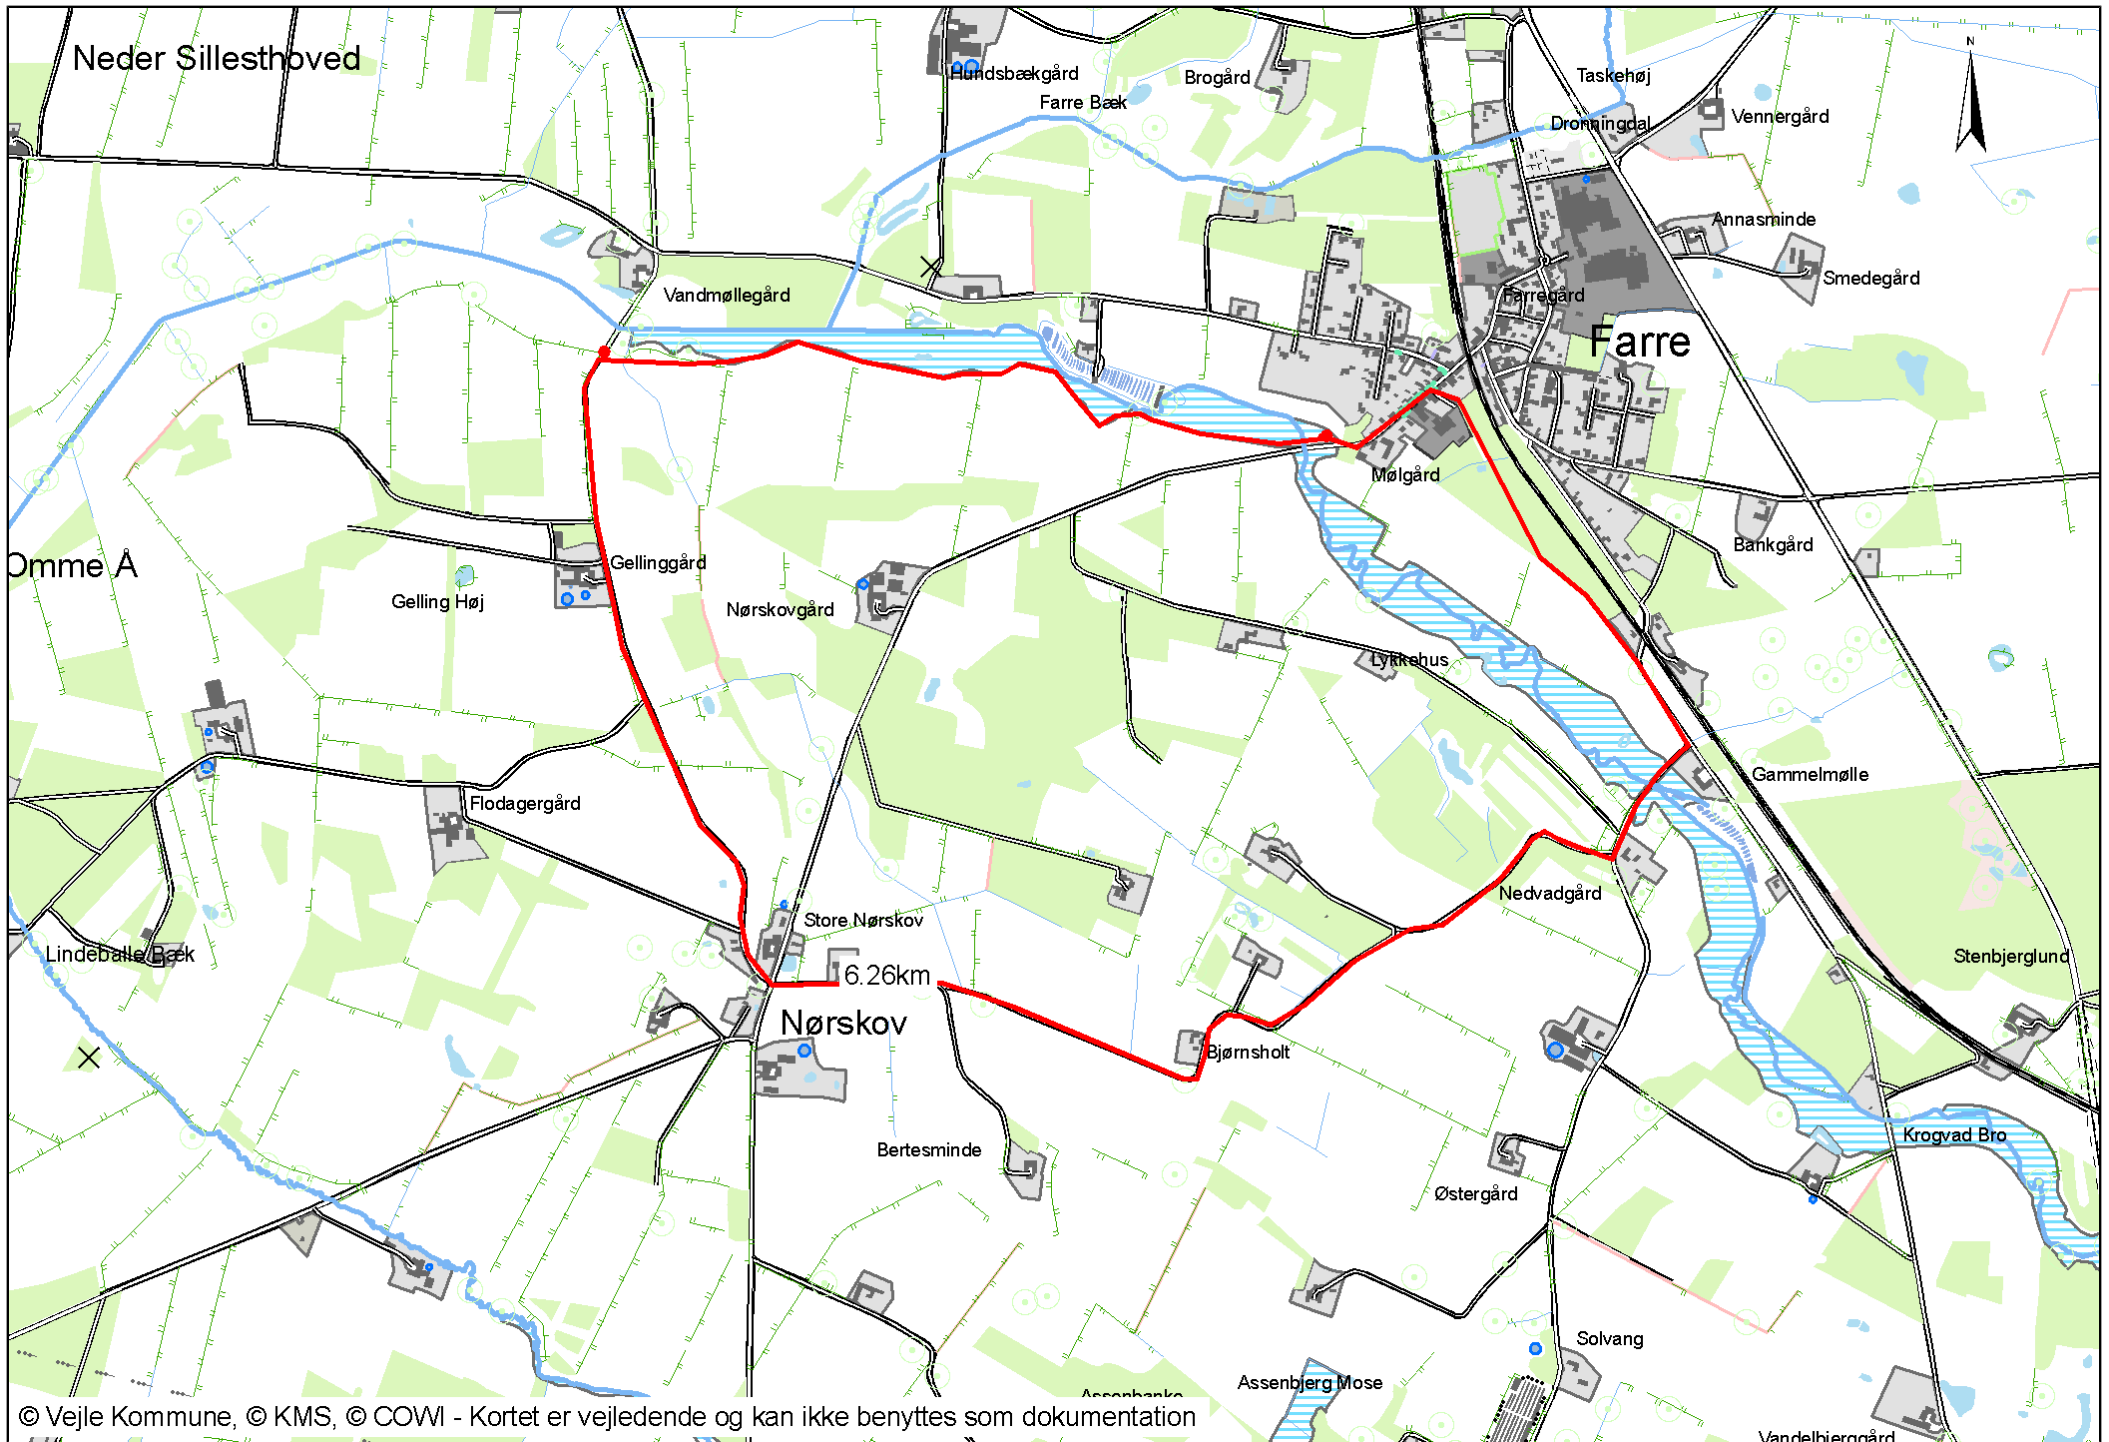 Neder Sillesthoved
N
Hundsbækgård
Brogård
Taskehøj
Farre Bæk
Vennergård
Dronningdal
Annasminde
Smedegård
Vandmøllegård
Farregård
Farre
Mølgård
Bankgård
Omme Å
Gellinggård
Gelling Høj
Nørskovgård
Lykkehus
Gammelmølle
Flodagergård
Nedvadgård
Store Nørskov
Lindeballe Bæk
Stenbjerglund
6.26km
Nørskov
Bjørnsholt
Krogvad Bro
Bertesminde
Østergård
Solvang
Assenbjerg Mose
Assenbanke
© Vejle Kommune, © KMS, © COWI - Kortet er vejledende og kan ikke benyttes som dokumentation
Vandelbjerggård